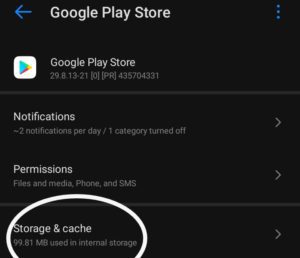 Google Play Store
Google Play Store
29.8.13-21 [0] [PR] 435704331
Notifications
~2 notifications per day / 1 category turned off
Permissions
Files and media, Phone, and SMS
Storage & cache
99.81 MB used in internal storage